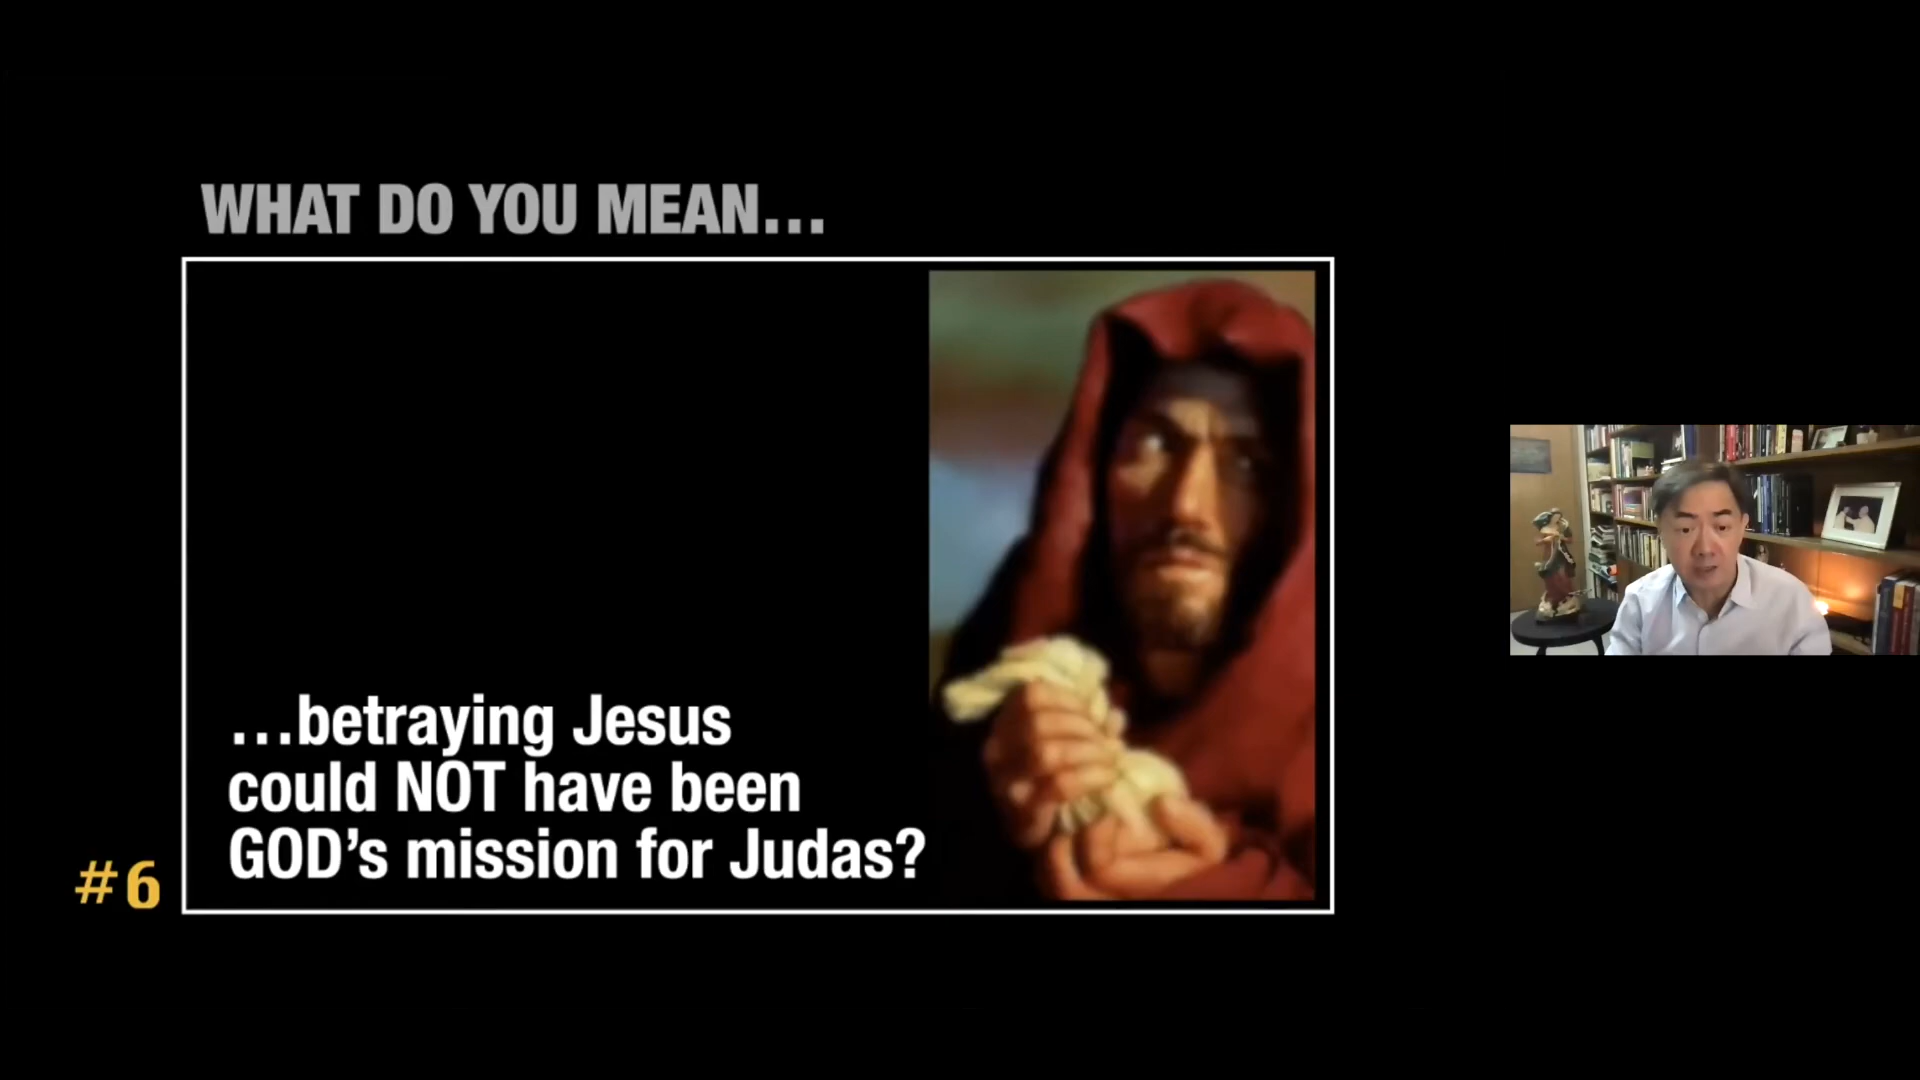 WHAT DO YOU MEAN...
...betraying Jesus
could NOT have been
GOD's mission for Judas?
#6